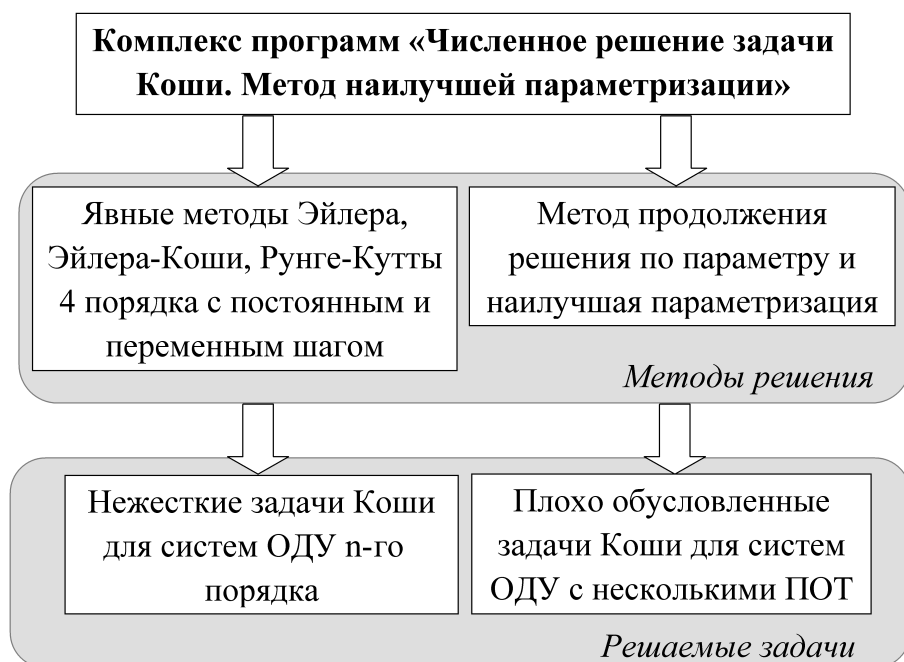 Комплекс программ «Численное решение задачи
Коши. Метод наилучшей параметризации»
Явные методы Эйлера,
Эйлера-Коши, Рунге-Кутты
4 порядка с постоянным и
переменным шагом
Метод продолжения
решения по параметру и
наилучшая параметризация
Методы решения
Нежесткие задачи Коши
для систем ОДУ n-го
порядка
Плохо обусловленные
задачи Коши для систем
ОДУ с несколькими ПОТ
Решаемые задачи